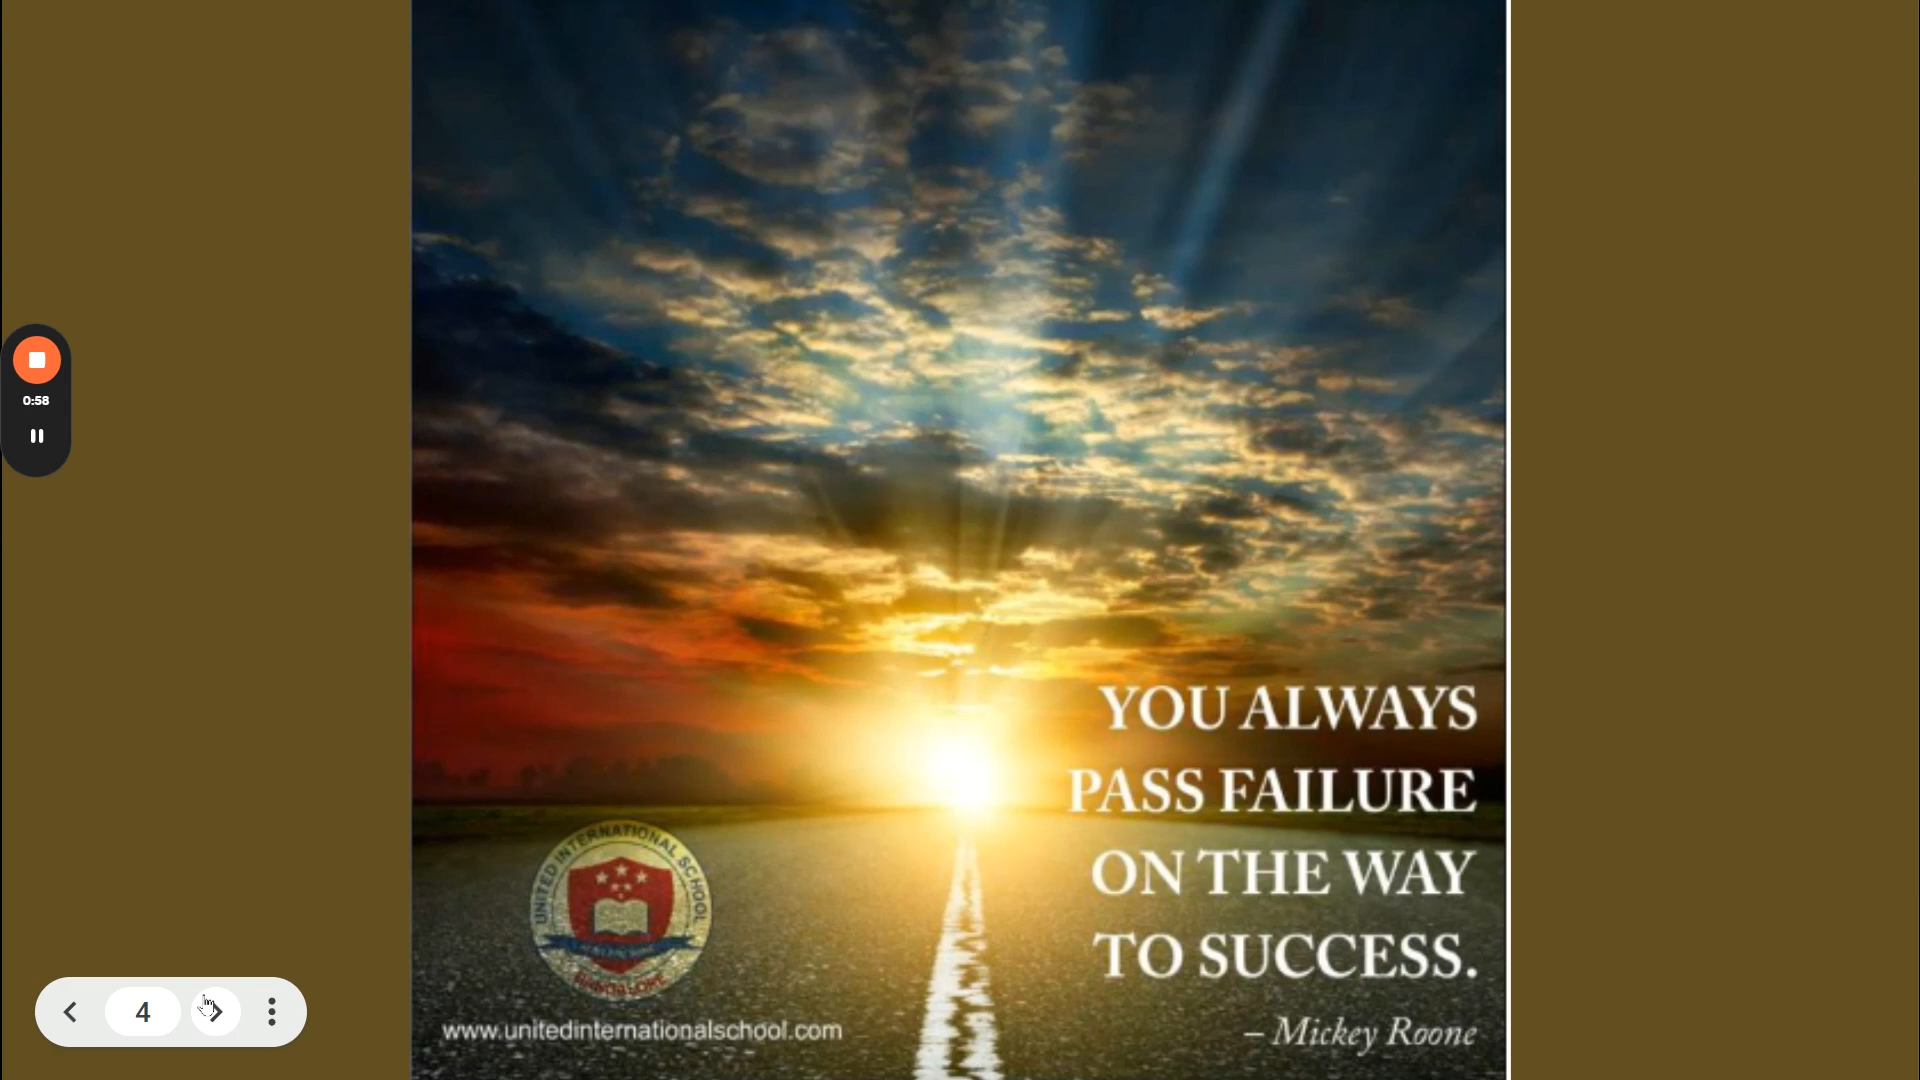 0:58
YOU ALWAYS
PASS FAILURE
ON THE WAY
TO SUCCESS.
– Mickey Roone
UNITED INTERNATIONAL SCHOOL
BANGALORE
www.unitedinternationalschool.com
4